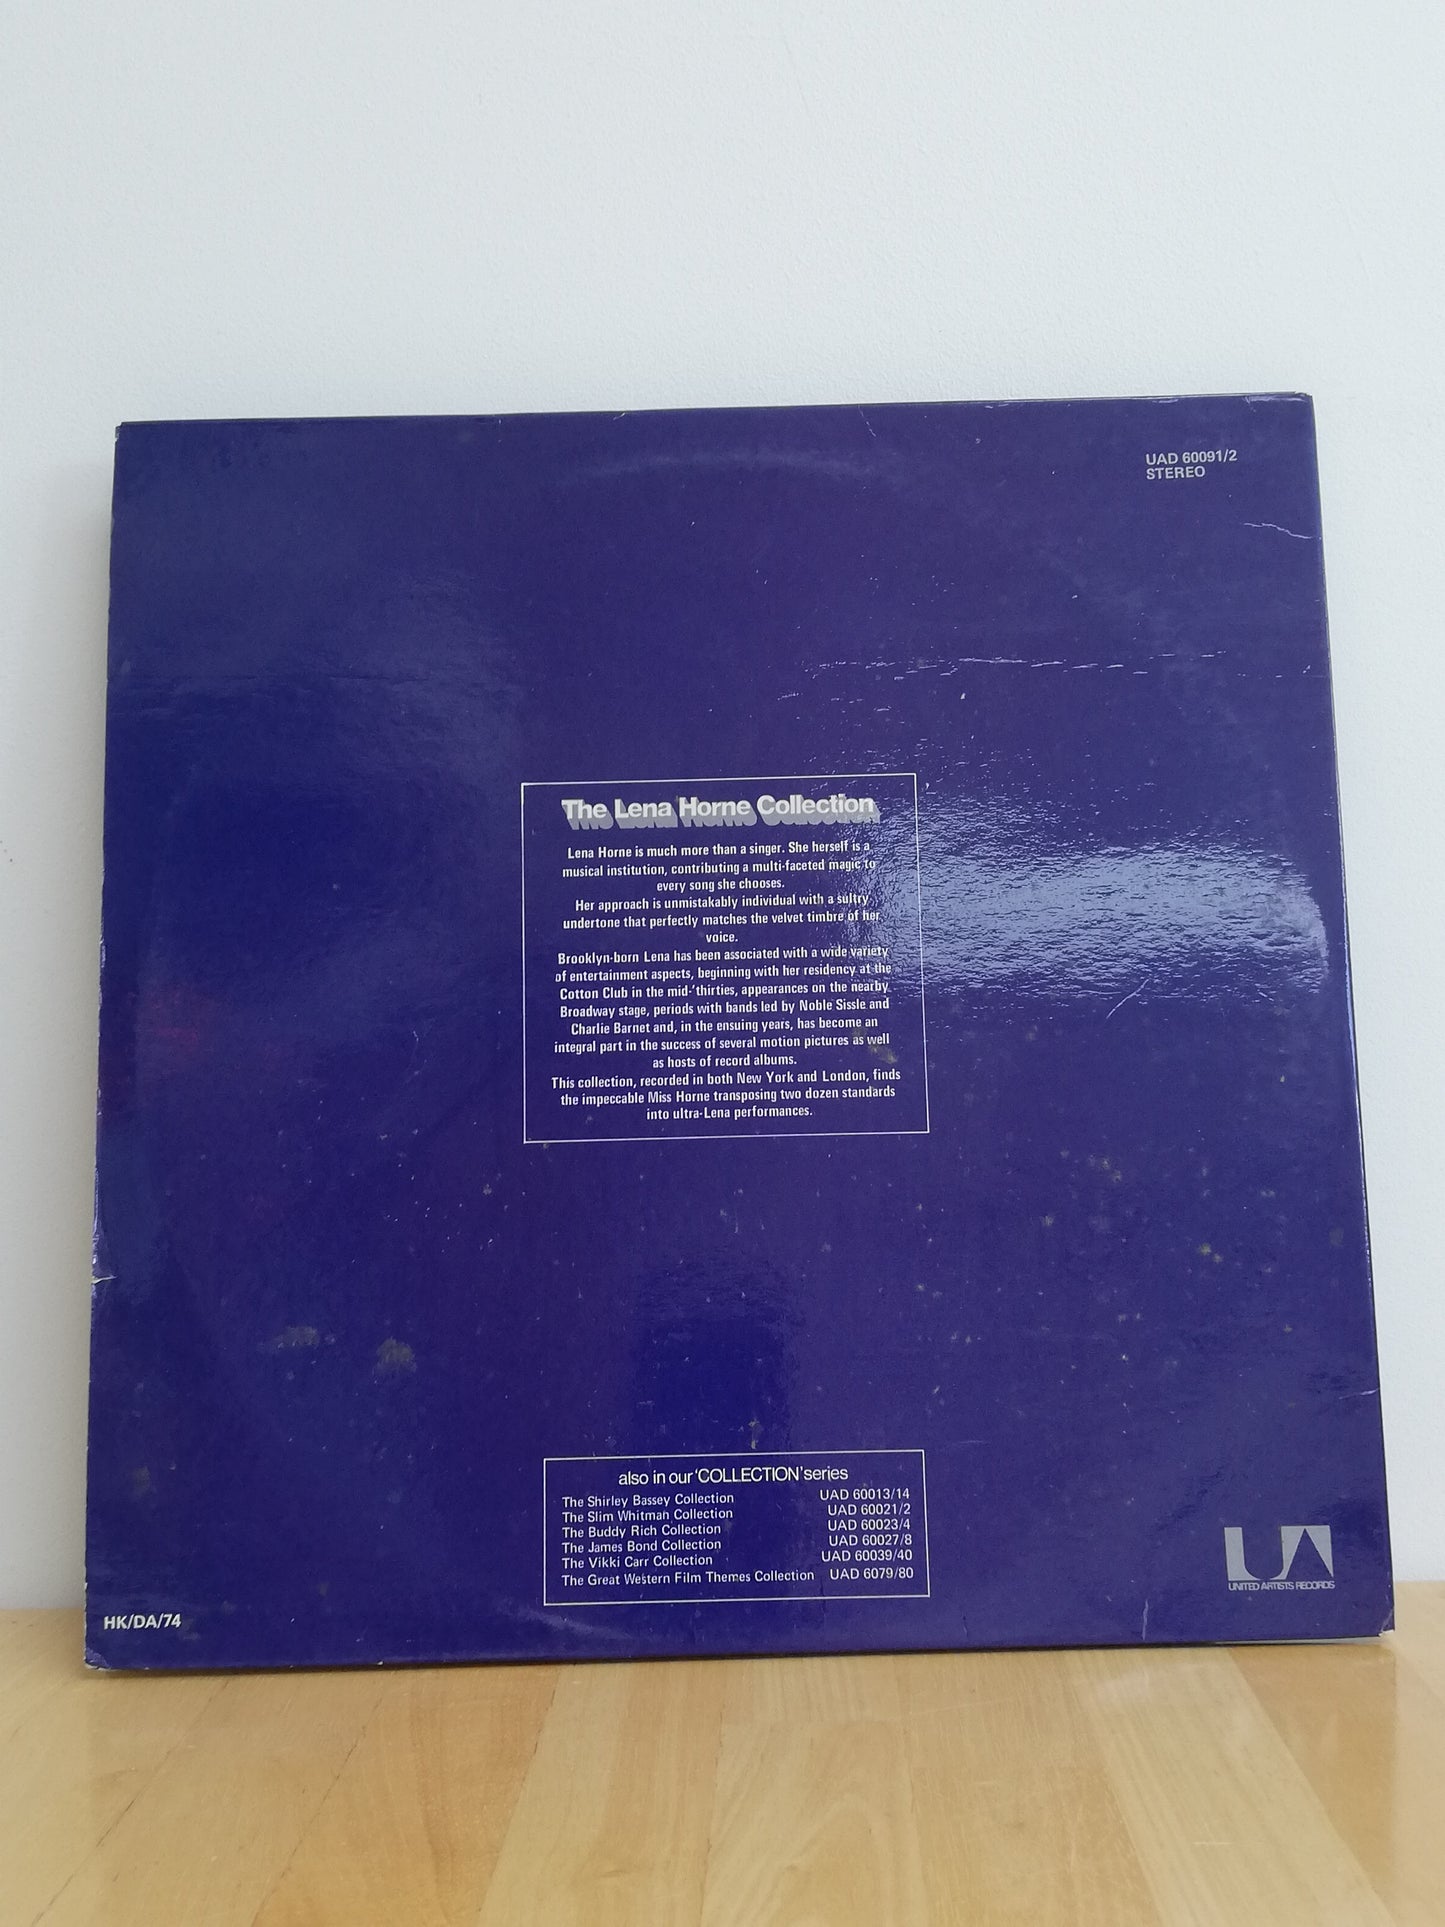 UAD 60091/2
STEREO
The Lena Horne Collection
Lena Horne is much more than a singer. She herself is a
musical institution, contributing a multi-faceted magic to
every song she chooses.
Her approach is unmistakably individual with a sultry
undertone that perfectly matches the velvet timbre of her
voice.
Brooklyn-born Lena has been associated with a wide variety
of entertainment aspects, beginning with her residency at the
Cotton Club in the mid-'thirties, appearances on the nearby
Broadway stage, periods with bands led by Noble Sissle and
Charlie Barnet and, in the ensuing years, has become an
integral part in the success of several motion pictures as well
as hosts of record albums.
This collection, recorded in both New York and London, finds
the impeccable Miss Horne transposing two dozen standards
into ultra-Lena performances.
also in our 'COLLECTION' series
The Shirley Bassey Collection UAD 60013/14
The Slim Whitman Collection UAD 60021/2
The Buddy Rich Collection UAD 60023/4
The James Bond Collection UAD 60027/8
The Vikki Carr Collection UAD 60039/40
The Great Western Film Themes Collection UAD 6079/80
UA
UNITED ARTISTS RECORDS
HK/DA/74